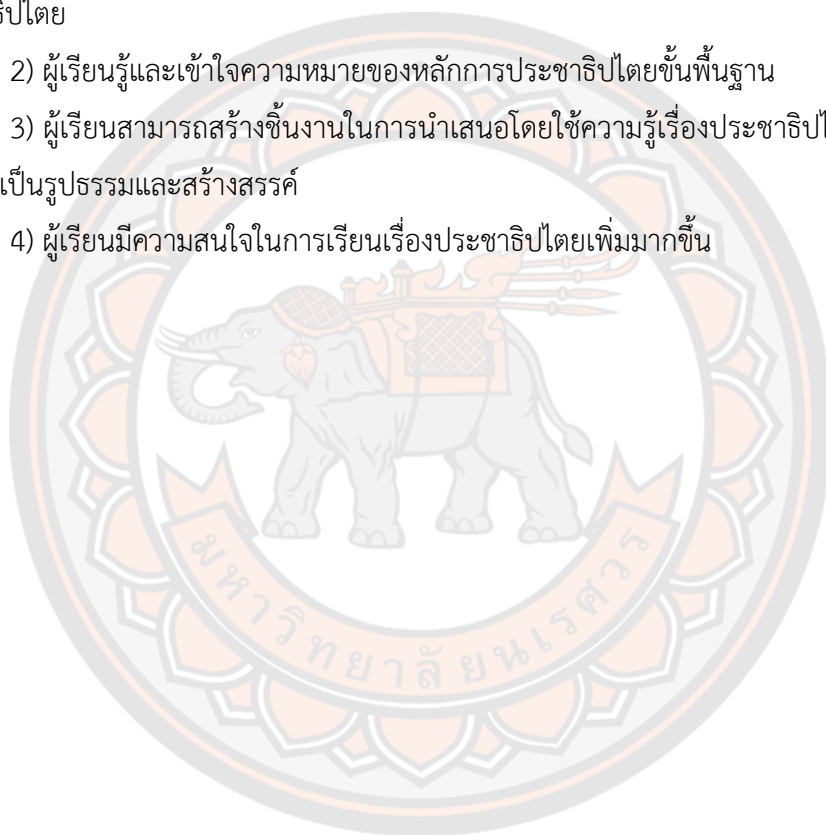 ธิปไตย
2) ผู้เรียนรู้และเข้าใจความหมายของหลักการประชาธิปไตยขั้นพื้นฐาน
3) ผู้เรียนสามารถสร้างชิ้นงานในการนำเสนอโดยใช้ความรู้เรื่องประชาธิปไ
เป็นรูปธรรมและสร้างสรรค์
4) ผู้เรียนมีความสนใจในการเรียนเรื่องประชาธิปไตยเพิ่มมากขึ้น
มหาวิทยาลัยนเรศวร